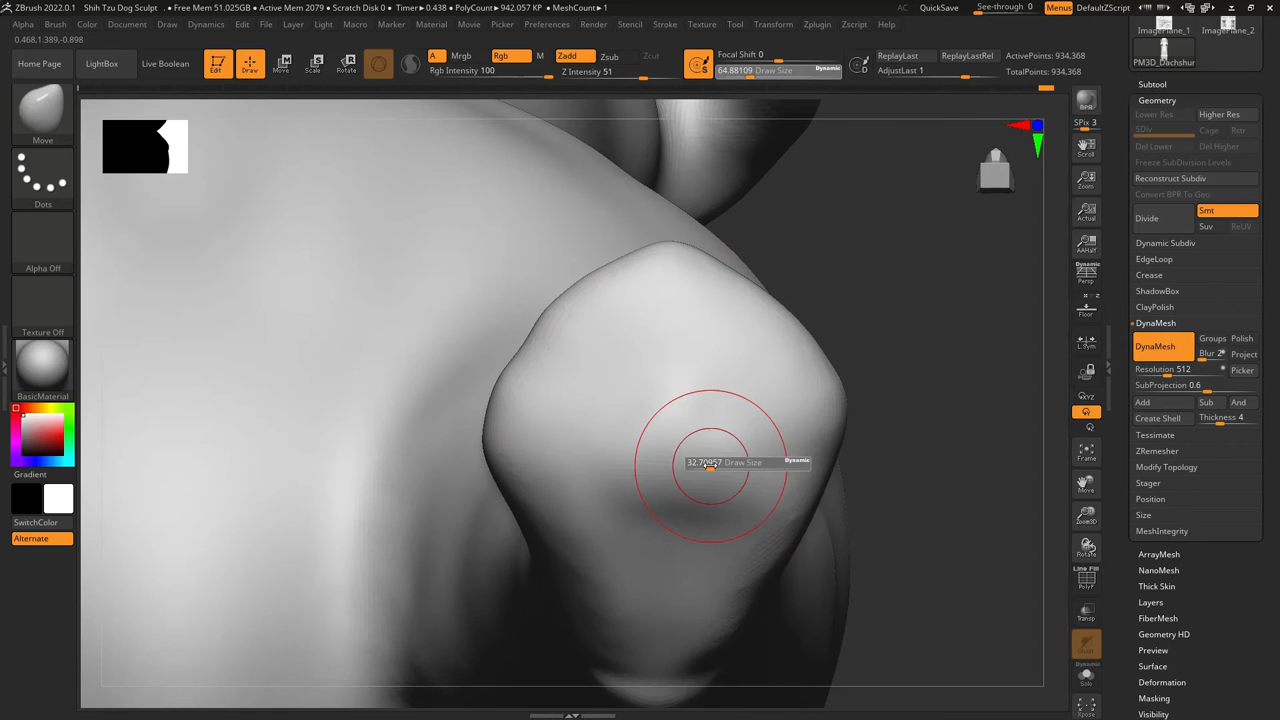 ZBrush 2022.0.1 Shih Tzu Dog Sculpt • Free Mem 51.025GB • Active Mem 2079 • Scratch Disk 0 • Timer▸0.438 • PolyCount▸942.057 KP • MeshCount▸1
AC QuickSave See-through 0 Menus DefaultZScript
Alpha Brush Color Document Draw Dynamics Edit File Layer Light Macro Marker Material Movie Picker Preferences Render Stencil Stroke Texture Tool Transform Zplugin Zscript Help
0.468,1.389,-0.898
Home Page LightBox Live Boolean Edit Draw Move Scale Rotate
A Mrgb Rgb M Zadd Zsub Zcut
Rgb Intensity 100 Z Intensity 51
S Focal Shift 0
64.88109 Draw Size Dynamic
D ReplayLast ReplayLastRel ActivePoints: 934,368
AdjustLast 1 TotalPoints: 934,368
Move
Dots
Alpha Off
Texture Off
BasicMaterial
Gradient
SwitchColor
Alternate
32.70957 Draw Size Dynamic
BPR
SPix 3
Scroll
Zoom
Actual
AAHalf
Dynamic
Persp
Floor
L.Sym
XYZ
Y
Z
Frame
Move
Zoom3D
Rotate
Line Fill
PolyF
Transp
Ghost
Dynamic
Solo
Xpose
ImagePlane_1 ImagePlane_2
PM3D_Dachshur
Subtool
Geometry
Lower Res Higher Res
SDiv Cage Rstr
Del Lower Del Higher
Freeze SubDivision Levels
Reconstruct Subdiv
Convert BPR To Geo
Divide Smt
Suv ReUV
Dynamic Subdiv
EdgeLoop
Crease
ShadowBox
ClayPolish
DynaMesh
DynaMesh Groups Polish
Blur 2 Project
Resolution 512 Picker
SubProjection 0.6
Add Sub And
Create Shell Thickness 4
Tessimate
ZRemesher
Modify Topology
Stager
Position
Size
MeshIntegrity
ArrayMesh
NanoMesh
Thick Skin
Layers
FiberMesh
Geometry HD
Preview
Surface
Deformation
Masking
Visibility